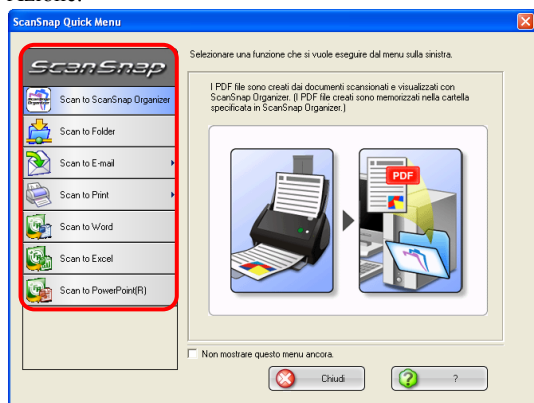 Azione.
ScanSnap Quick Menu
ScanSnap
Selezionare una funzione che si vuole eseguire dal menu sulla sinistra.
Scan to ScanSnap Organizer
Scan to Folder
Scan to E-mail
Scan to Print
Scan to Word
Scan to Excel
Scan to PowerPoint(R)
I PDF file sono creati dai documenti scansionati e visualizzati con
ScanSnap Organizer. (I PDF file creati sono memorizzati nella cartella
specificata in ScanSnap Organizer.)
PDF
Non mostrare questo menu ancora.
Chiudi
?